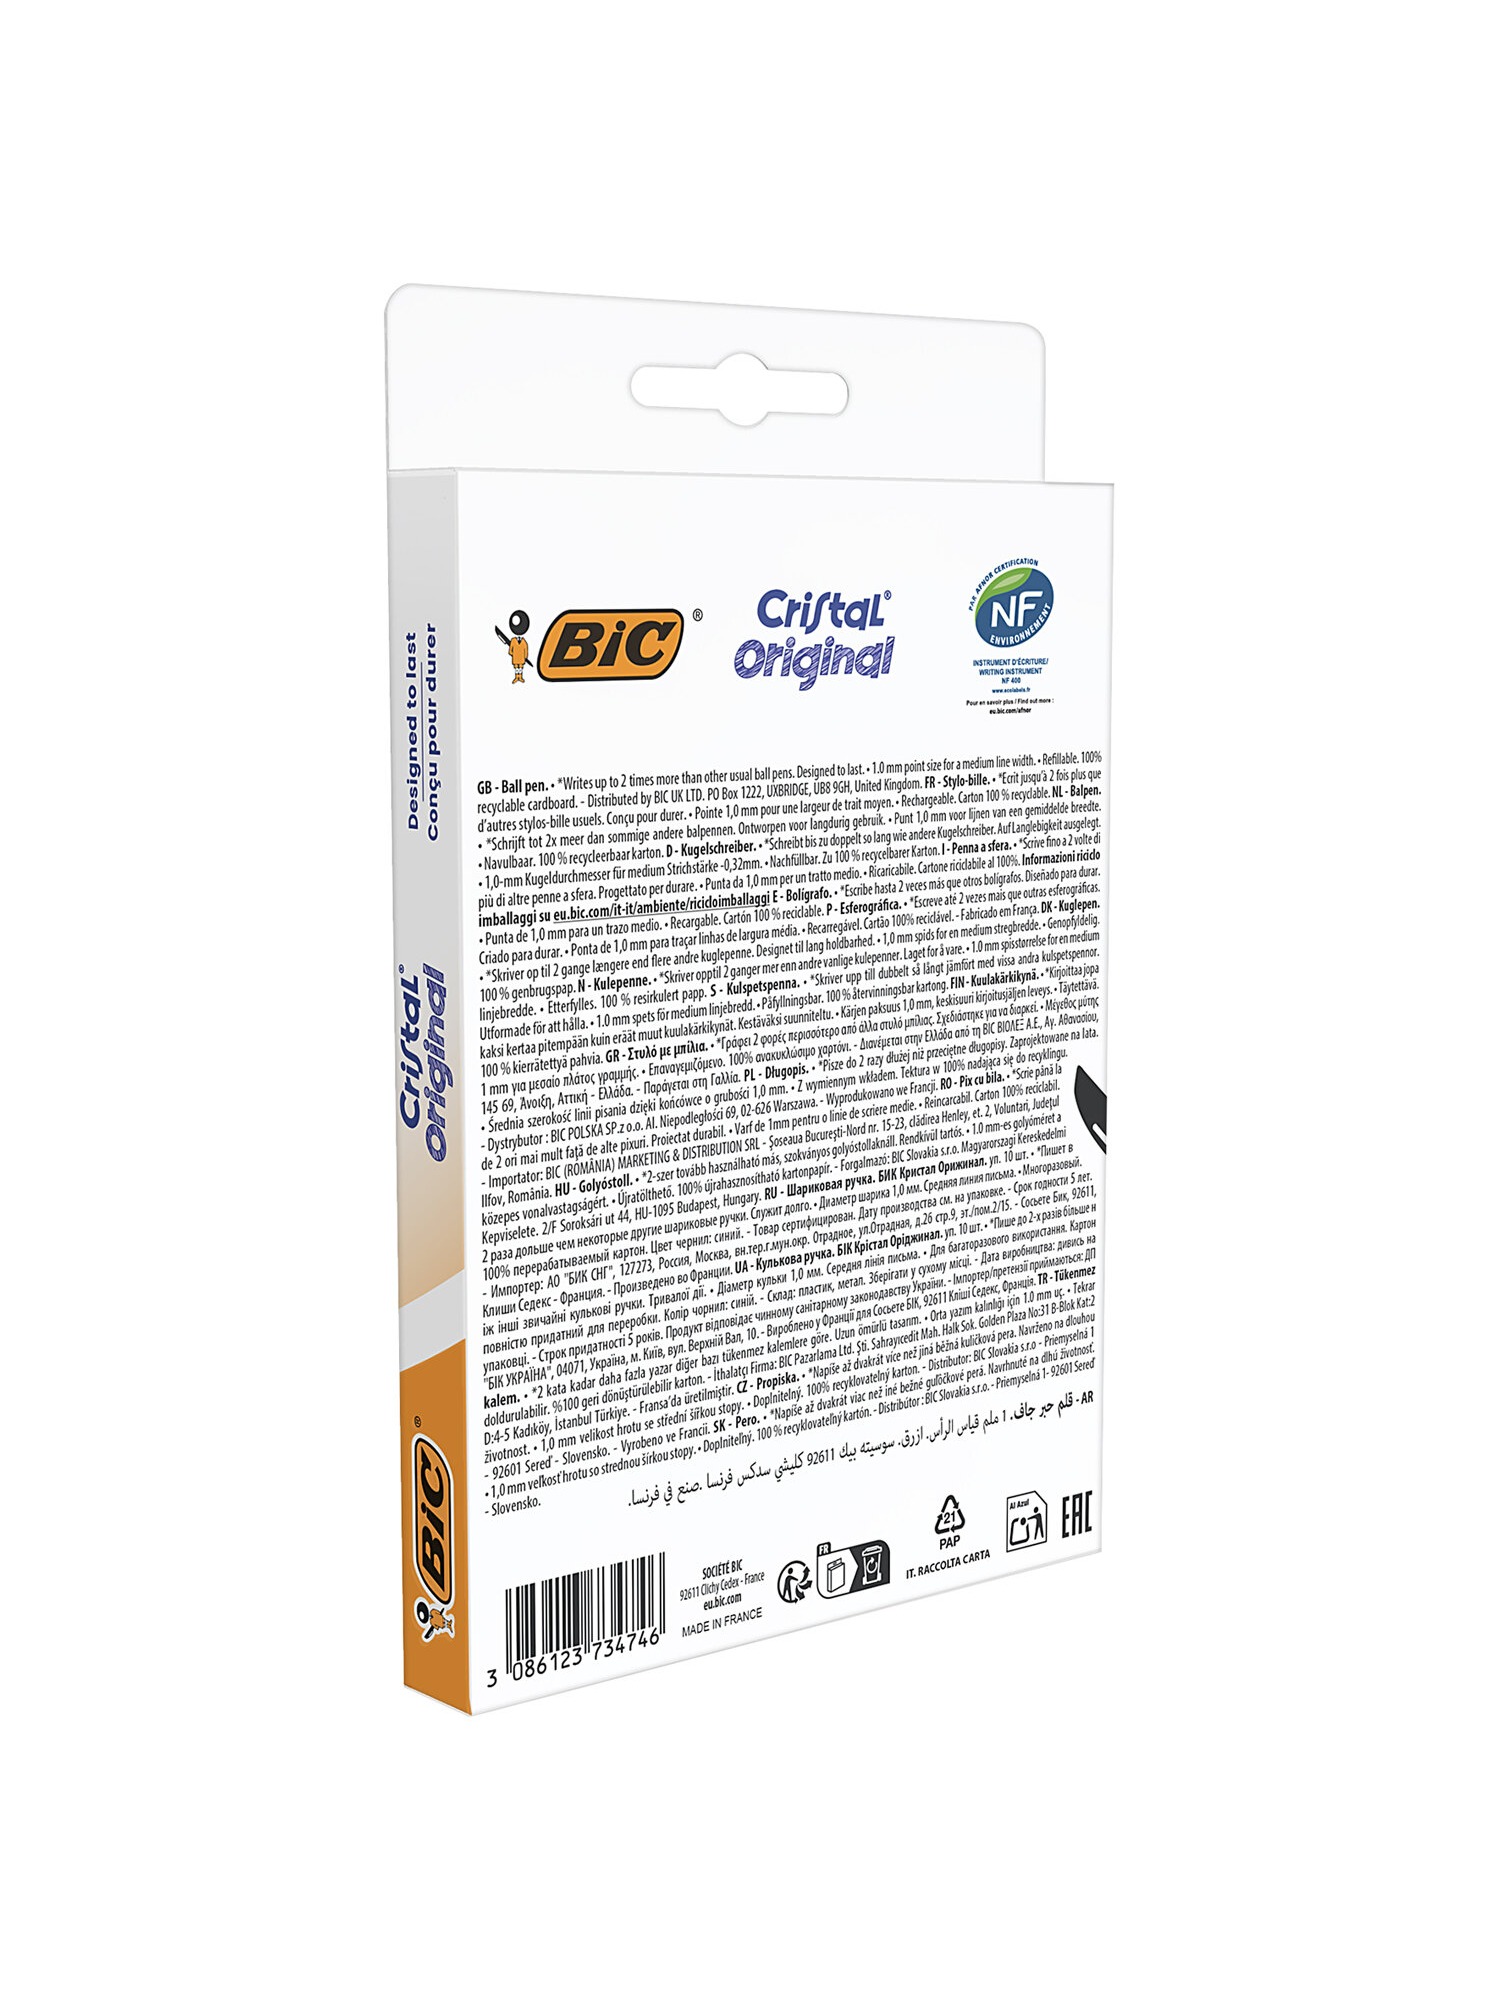 BiC®
Cristal®
Original
PAR AFNOR CERTIFICATION
NF
ENVIRONNEMENT
INSTRUMENT D'ÉCRITURE/
WRITING INSTRUMENT
NF 400
www.ecolabels.fr
Pour en savoir plus / Find out more :
eu.bic.com/afnor
Designed to last
Conçu pour durer
Cristal®
Original
BiC®
GB - Ball pen. • *Writes up to 2 times more than other usual ball pens. Designed to last. • 1.0 mm point size for a medium line width. • Refillable. 100%
recyclable cardboard. - Distributed by BIC UK LTD. PO Box 1222, UXBRIDGE, UB8 9GH, United Kingdom. FR - Stylo-bille. • *Ecrit jusqu'à 2 fois plus que
d'autres stylos-bille usuels. Conçu pour durer. • Pointe 1,0 mm pour une largeur de trait moyen. • Rechargeable. Carton 100 % recyclable. NL - Balpen.
• *Schrijft tot 2x meer dan sommige andere balpennen. Ontworpen voor langdurig gebruik. • Punt 1,0 mm voor lijnen van een gemiddelde breedte.
• Navulbaar. 100 % recycleerbaar karton. D - Kugelschreiber. • *Schreibt bis zu doppelt so lang wie andere Kugelschreiber. Auf Langlebigkeit ausgelegt.
• 1,0-mm Kugeldurchmesser für medium Strichstärke -0,32mm. • Nachfüllbar. Zu 100 % recycelbarer Karton. I - Penna a sfera. • *Scrive fino a 2 volte di
più di altre penne a sfera. Progettato per durare. • Punta da 1,0 mm per un tratto medio. • Ricaricabile. Cartone riciclabile al 100%. Informazioni riciclo
imballaggi su eu.bic.com/it-it/ambiente/ricicloimballaggi E - Bolígrafo. • *Escribe hasta 2 veces más que otros bolígrafos. Diseñado para durar.
• Punta de 1,0 mm para un trazo medio. • Recargable. Cartón 100 % reciclable. P - Esferográfica. • *Escreve até 2 vezes mais que outras esferográficas.
Criado para durar. • Ponta de 1,0 mm para traçar linhas de largura média. • Recarregável. Cartão 100% reciclável. - Fabricado em França. DK - Kuglepen.
• *Skriver op til 2 gange længere end flere andre kuglepenne. Designet til lang holdbarhed. • 1,0 mm spids for en medium stregbredde. • Genopfyldelig.
100 % genbrugspap. N - Kulepenne. • *Skriver opptil 2 ganger mer enn andre vanlige kulepenner. Laget for å vare. • 1.0 mm spisstørrelse for en medium
linjebredde. • Etterfylles. 100 % resirkulert papp. S - Kulspetspenna. • *Skriver upp till dubbelt så långt jämfört med vissa andra kulspetspennor.
Utformade för att hålla. • 1.0 mm spets för medium linjebredd. • Påfyllningsbar. 100 % återvinningsbar kartong. FIN - Kuulakärkikynä. • *Kirjoittaa jopa
kaksi kertaa pitempään kuin eräät muut kuulakärkikynät. Kestäväksi suunniteltu. • Kärjen paksuus 1,0 mm, keskisuuri kirjoitusjäljen leveys. • Täytettävä.
100 % kierrätettyä pahvia. GR - Στυλό με μπίλια. • *Γράφει 2 φορές περισσότερο από άλλα στυλό μπίλιας. Σχεδιάστηκε για να διαρκεί. • Μέγεθος μύτης
1 mm για μεσαίο πλάτος γραμμής. • Επαναγεμιζόμενο. 100% ανακυκλώσιμο χαρτόνι. - Διανέμεται στην Ελλάδα από τη BIC ΒΙΟΛΕΞ Α.Ε., Αγ. Αθανασίου,
145 69, Άνοιξη, Αττική - Ελλάδα. - Παράγεται στη Γαλλία. PL - Długopis. • *Pisze do 2 razy dłużej niż przeciętne długopisy. Zaprojektowane na lata.
• Średnia szerokość linii pisania dzięki końcówce o grubości 1,0 mm. • Z wymiennym wkładem. Tektura w 100% nadająca się do recyklingu.
- Dystrybutor : BIC POLSKA SP.z o.o. Al. Niepodległości 69, 02-626 Warszawa. - Wyprodukowano we Francji. RO - Pix cu bila. • *Scrie până la
de 2 ori mai mult față de alte pixuri. Proiectat durabil. • Varf de 1mm pentru o linie de scriere medie. • Reincarcabil. Carton 100% reciclabil.
- Importator: BIC (ROMÂNIA) MARKETING & DISTRIBUTION SRL - Șoseaua București-Nord nr. 15-23, clădirea Henley, et. 2, Voluntari, Județul
Ilfov, România. HU - Golyóstoll. • *2-szer tovább használható más, szokványos golyóstollaknáll. Rendkívül tartós. • 1.0 mm-es golyóméret a
közepes vonalvastagságért. • Újratölthető. 100% újrahasznosítható kartonpapír. - Forgalmazó: BIC Slovakia s.r.o. Magyarországi Kereskedelmi
Kepviselete. 2/F Soroksári ut 44, HU-1095 Budapest, Hungary. RU - Шариковая ручка. БИК Кристал Орижинал. уп. 10 шт. • *Пишет в
2 раза дольше чем некоторые другие шариковые ручки. Служит долго. • Диаметр шарика 1,0 мм. Средняя линия письма. • Многоразовый.
100% перерабатываемый картон. Цвет чернил: синий. - Товар сертифицирован. Дату производства см. на упаковке. - Срок годности 5 лет.
- Импортер: АО "БИК СНГ", 127273, Россия, Москва, вн.тер.г.мун.окр. Отрадное, ул.Отрадная, д.2б стр.9, эт./пом.2/15. - Сосьете Бик, 92611,
Клиши Седекс - Франция. - Произведено во Франции. UA - Кулькова ручка. БІК Крістал Оріджинал. уп. 10 шт. • *Пише до 2-х разів більше н
іж інші звичайні кулькові ручки. Тривалої дії. • Діаметр кульки 1,0 мм. Середня лінія письма. • Для багаторазового використання. Картон
повністю придатний для переробки. Колір чорнил: синій. - Склад: пластик, метал. Зберігати у сухому місці. - Дата виробництва: дивись на
упаковці. - Строк придатності 5 років. Продукт відповідає чинному санітарному законодавству України. - Імпортер/претензії приймаються: ДП
"БІК УКРАЇНА", 04071, Україна, м. Київ, вул. Верхній Вал, 10. - Вироблено у Франції для Сосьете БІК, 92611 Кліші Седекс, Франція. TR - Tükenmez
kalem. • *2 kata kadar daha fazla yazar diğer bazı tükenmez kalemlere göre. Uzun ömürlü tasarım. • Orta yazım kalınlığı için 1.0 mm uç. • Tekrar
doldurulabilir. %100 geri dönüştürülebilir karton. - İthalatçı Firma: BIC Pazarlama Ltd. Şti. Sahrayıcedit Mah. Halk Sok. Golden Plaza No:31 B-Blok Kat:2
D:4-5 Kadıköy, İstanbul Türkiye. - Fransa'da üretilmiştir. CZ - Propiska. • *Napíše až dvakrát více než jiná běžná kuličková pera. Navrženo na dlouhou
životnost. • 1,0 mm velikost hrotu se střední šířkou stopy. • Doplnitelný. 100% recyklovatelný karton. - Distributor: BIC Slovakia s.r.o - Priemyselná 1
- 92601 Sereď - Slovensko. - Vyrobeno ve Francii. SK - Pero. • *Napíše až dvakrát viac než iné bežné guľôčkové perá. Navrhnuté na dlhú životnosť.
• 1,0 mm veľkosť hrotu so strednou šírkou stopy. • Doplniteľný. 100 % recyklovateľný kartón. - Distribútor : BIC Slovakia s.r.o. - Priemyselná 1- 92601 Sereď
- Slovensko.
AR - قلم حبر جاف. 1 ملم قياس الرأس. ازرق. سوسيته بيك 92611 كليشي سدكس فرنسا .صنع في فرنسا.
3 086123 734746
SOCIÉTÉ BIC
92611 Clichy Cedex - France
eu.bic.com
MADE IN FRANCE
FR
21
PAP
IT. RACCOLTA CARTA
Al Azul
EAC